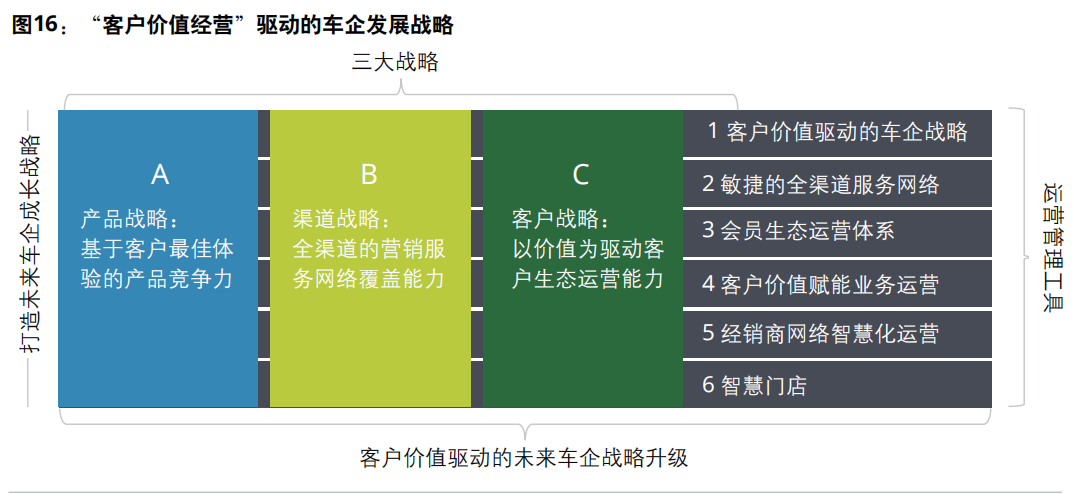 图16：“客户价值经营”驱动的车企发展战略
三大战略
打造未来车企成长战略
A
产品战略：
基于客户最佳体
验的产品竞争力
B
渠道战略：
全渠道的营销服
务网络覆盖能力
C
客户战略：
以价值为驱动客
户生态运营能力
1 客户价值驱动的车企战略
2 敏捷的全渠道服务网络
3 会员生态运营体系
4 客户价值赋能业务运营
5 经销商网络智慧化运营
6 智慧门店
运营管理工具
客户价值驱动的未来车企战略升级